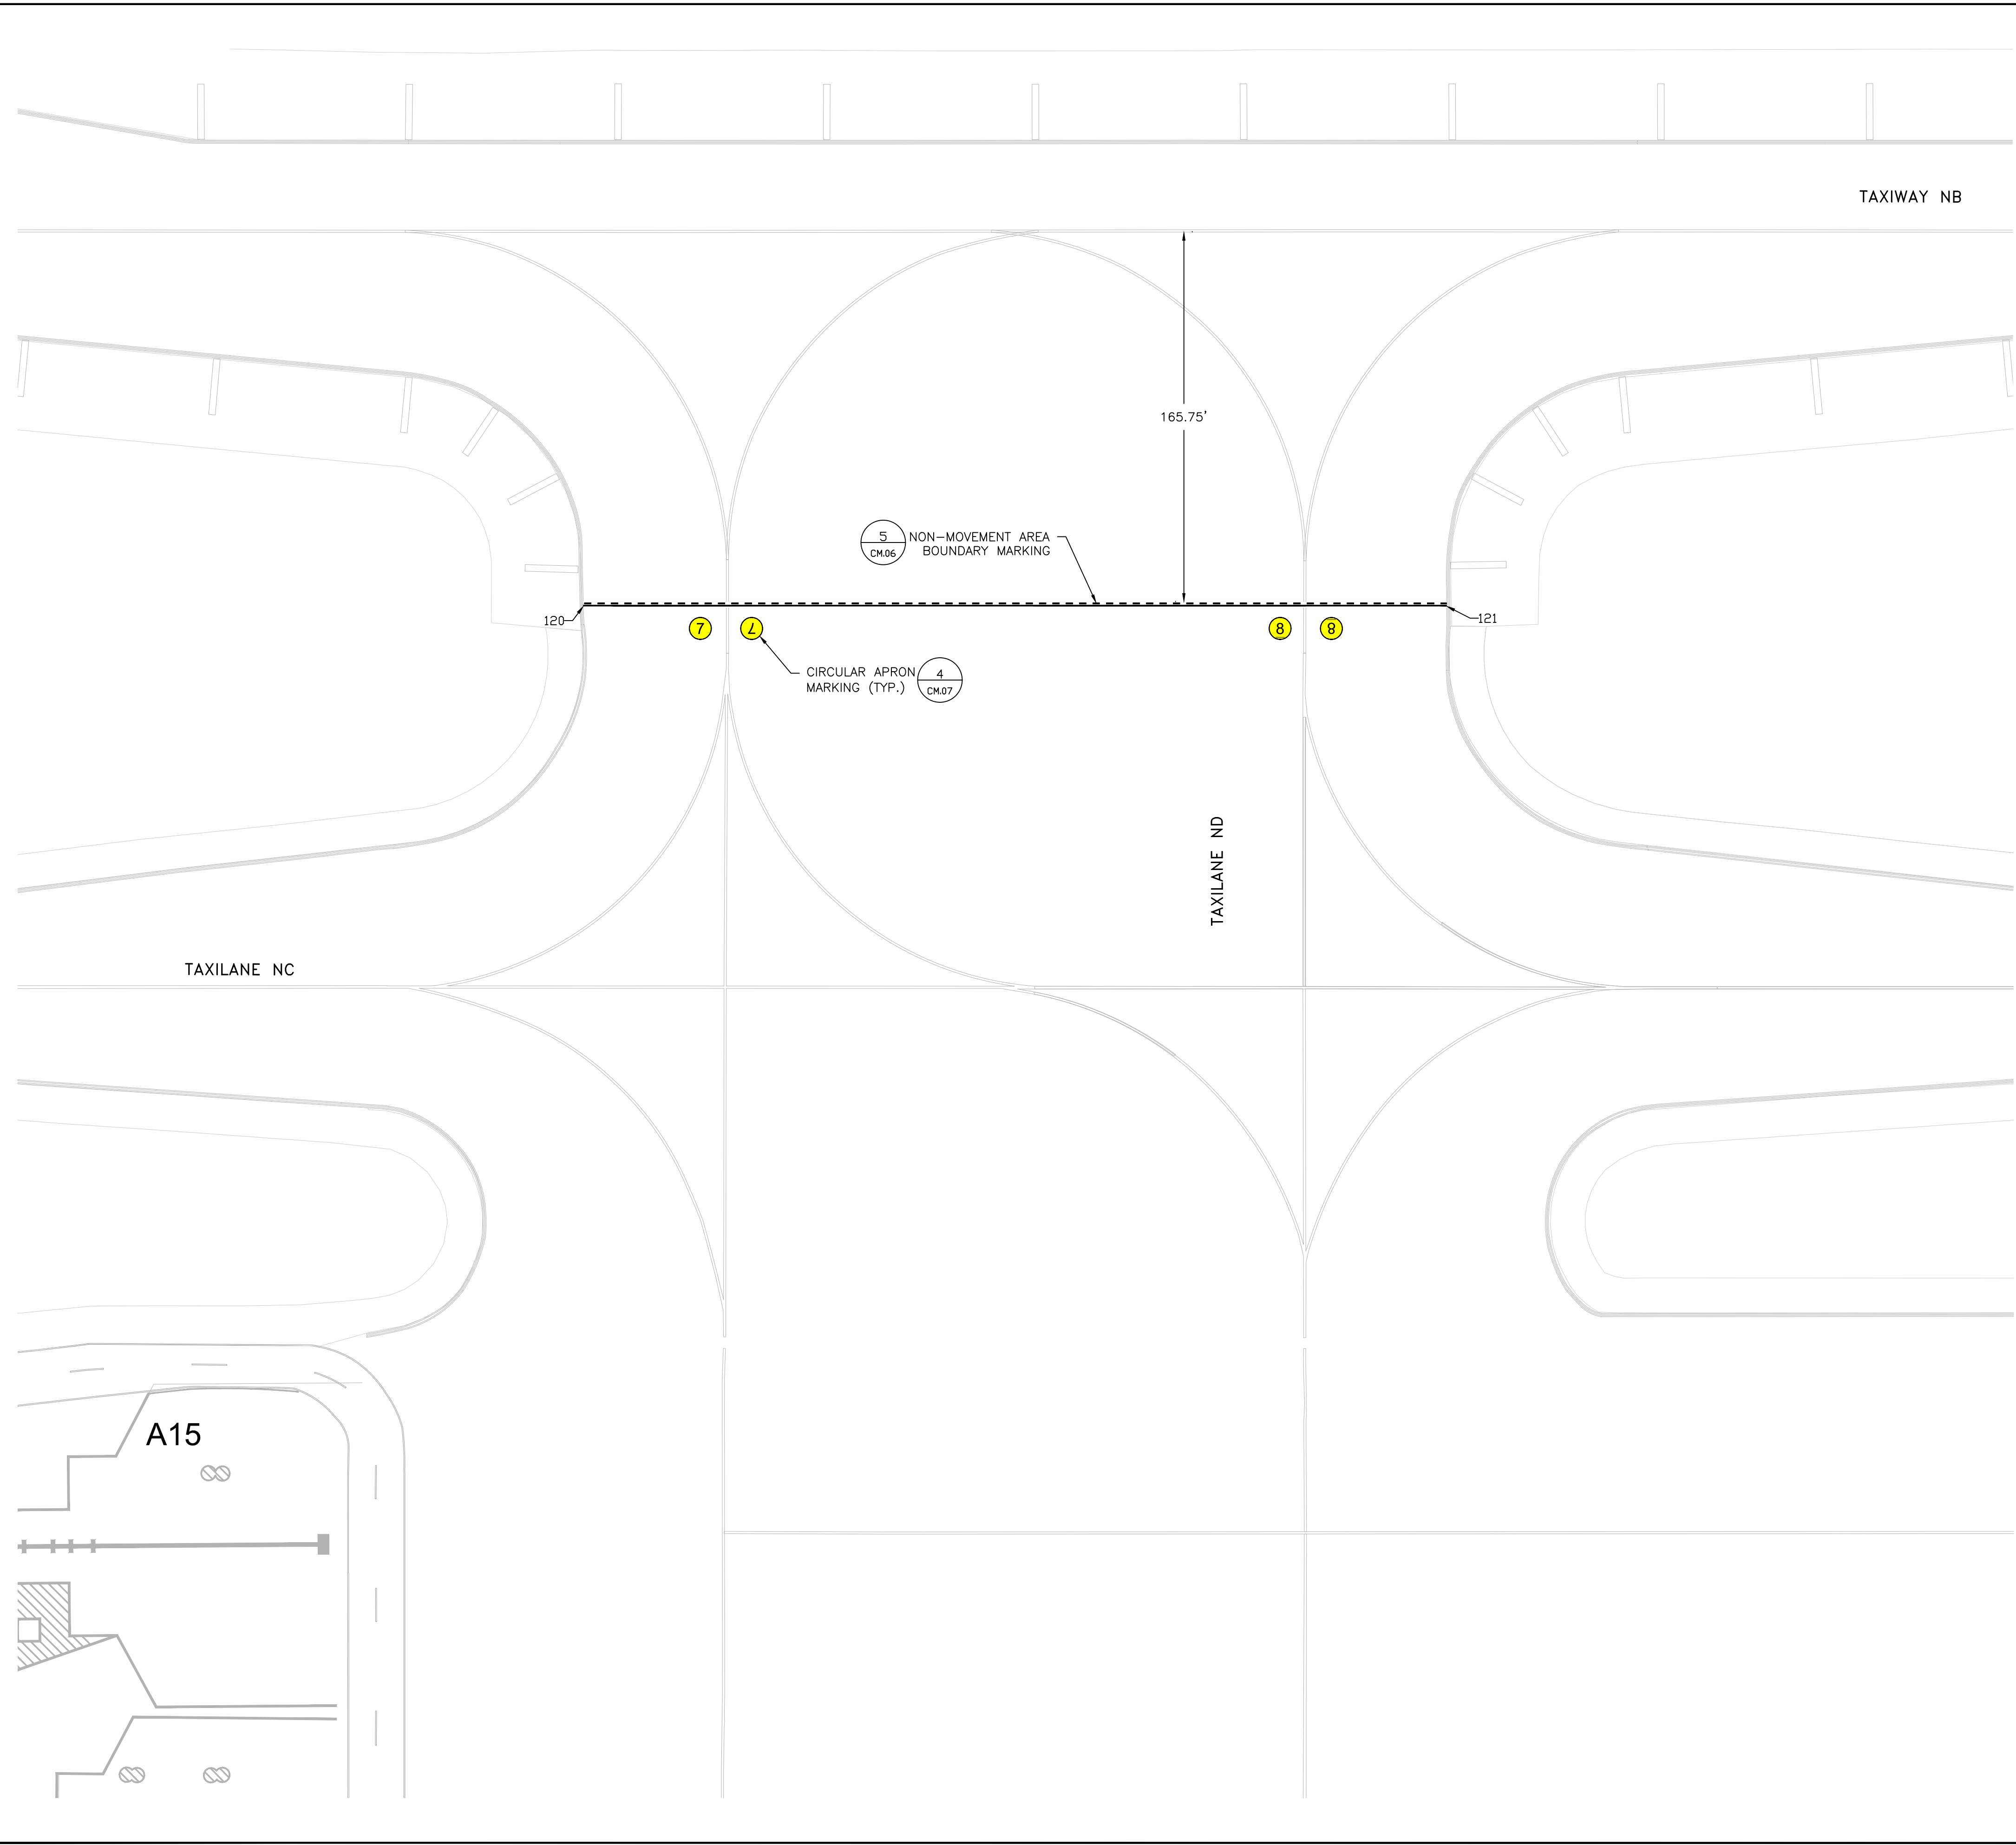 TAXIWAY NB
165.75'
5
CM.06
NON-MOVEMENT AREA
BOUNDARY MARKING
120
121
7
7
8
8
CIRCULAR APRON
MARKING (TYP.)
4
CM.07
TAXILANE ND
TAXILANE NC
A15